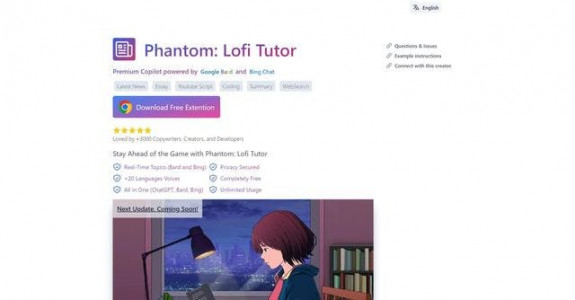 English
Phantom: Lofi Tutor
Premium Copilot powered by Google Bard and Bing Chat
Latest News Essay Youtube Script Coding Summary WebSearch
Download Free Extention
Loved by +3000 Copywriters, Creators, and Developers
Stay Ahead of the Game with Phantom: Lofi Tutor
Real-Time Topics (Bard and Bing) Privacy Secured
+20 Languages Voices Completely Free
All in One (ChatGPT, Bard, Bing) Unlimited Usage
Next Update, Coming Soon!
Questions & Issues
Example instructions
Connect with this creator